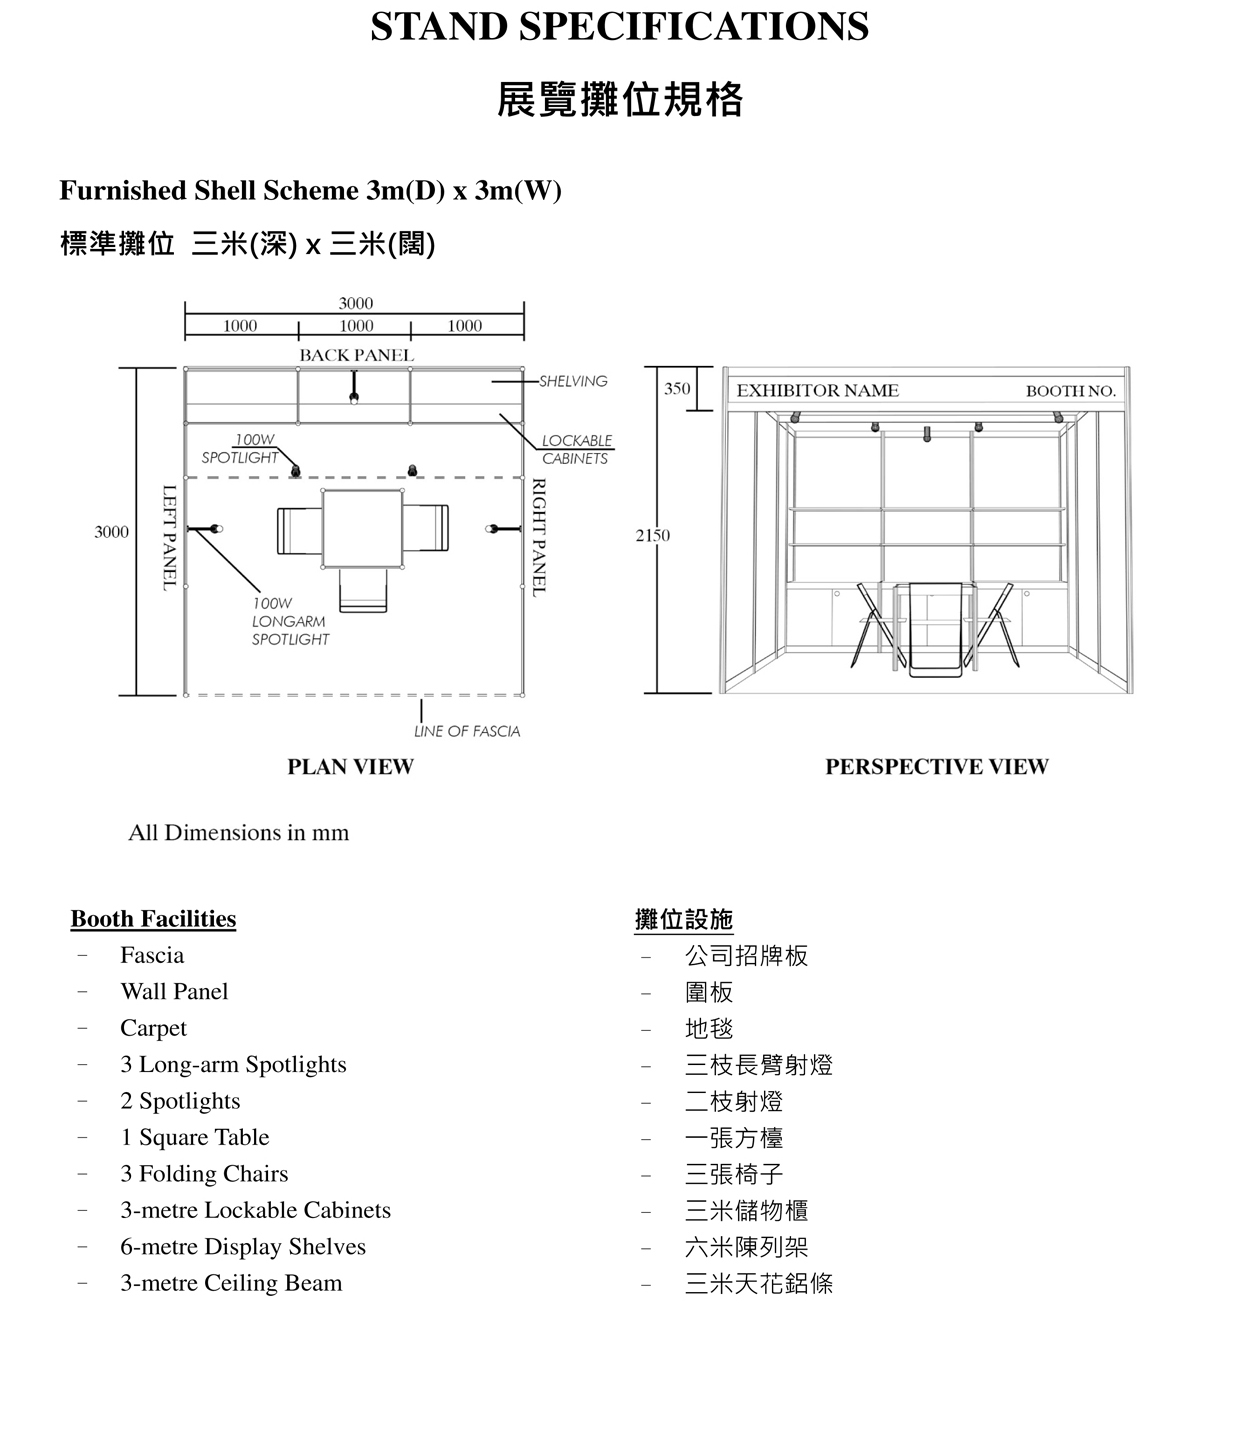 STAND SPECIFICATIONS
展覽攤位規格
Furnished Shell Scheme 3m(D) x 3m(W)
標準攤位 三米(深) x 三米(闊)
3000
1000 1000 1000
BACK PANEL
SHELVING
100W
SPOTLIGHT
LOCKABLE
CABINETS
LEFT PANEL
RIGHT PANEL
3000
100W
LONGARM
SPOTLIGHT
LINE OF FASCIA
PLAN VIEW
350
EXHIBITOR NAME BOOTH NO.
2150
PERSPECTIVE VIEW
All Dimensions in mm
Booth Facilities
– Fascia
– Wall Panel
– Carpet
– 3 Long-arm Spotlights
– 2 Spotlights
– 1 Square Table
– 3 Folding Chairs
– 3-metre Lockable Cabinets
– 6-metre Display Shelves
– 3-metre Ceiling Beam
攤位設施
– 公司招牌板
– 圍板
– 地毯
– 三枝長臂射燈
– 二枝射燈
– 一張方檯
– 三張椅子
– 三米儲物櫃
– 六米陳列架
– 三米天花鋁條